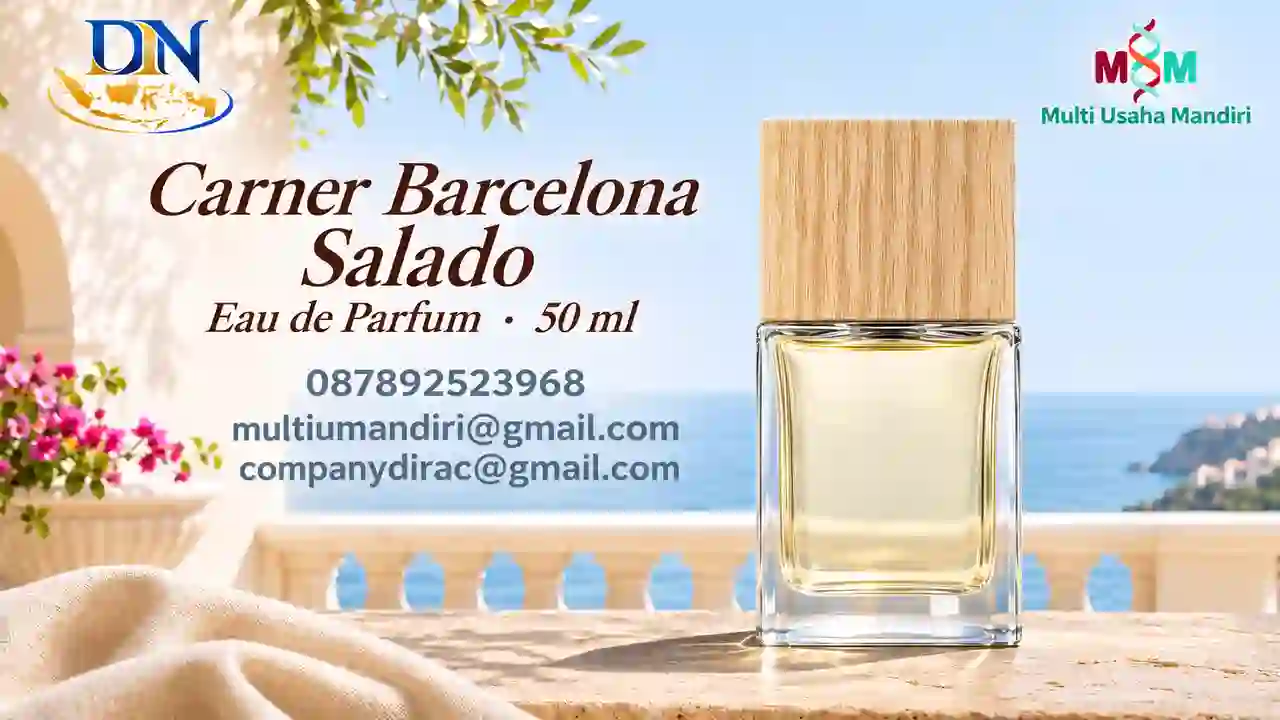 DN
MM
Multi Usaha Mandiri
Carner Barcelona
Salado
Eau de Parfum · 50 ml
087892523968
multiumandiri@gmail.com
companydirac@gmail.com